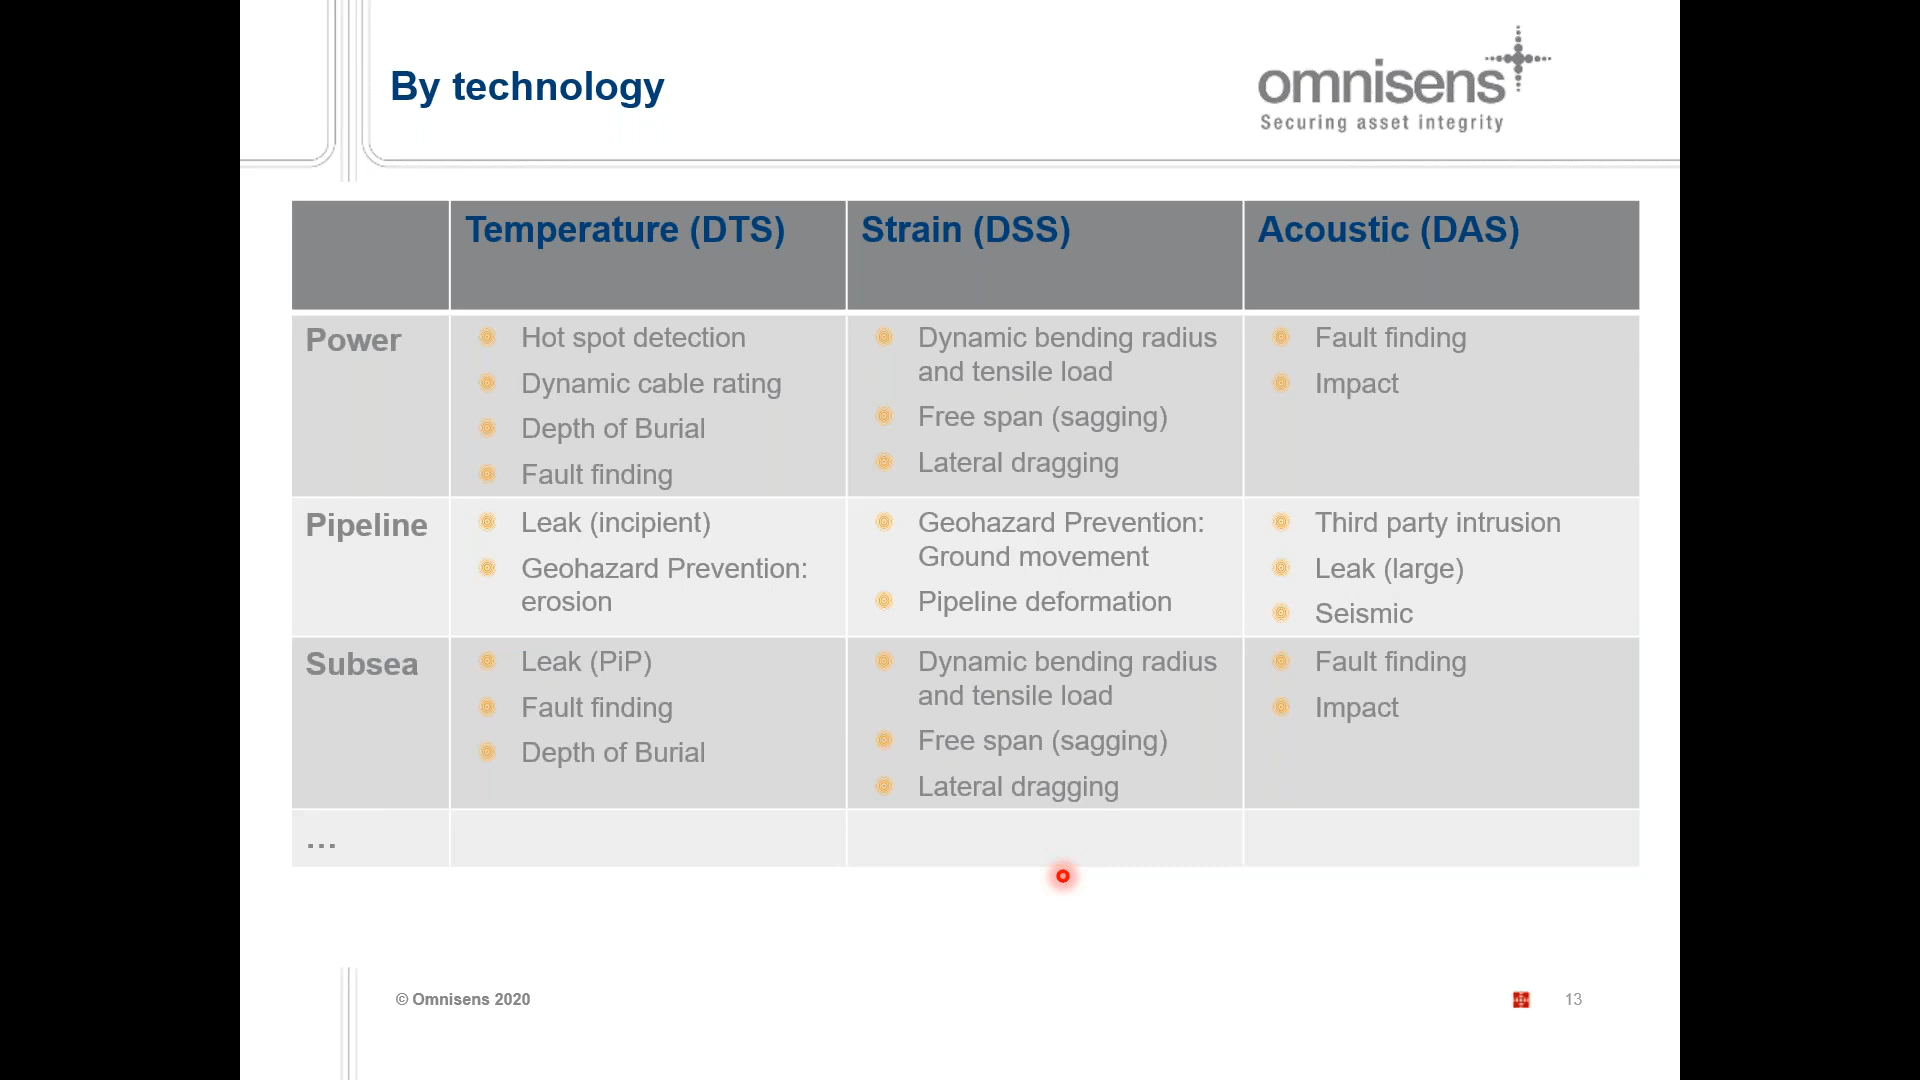 By technology
omnisens
Securing asset integrity
Temperature (DTS)
Strain (DSS)
Acoustic (DAS)
Power
Hot spot detection
Dynamic cable rating
Depth of Burial
Fault finding
Dynamic bending radius
and tensile load
Free span (sagging)
Lateral dragging
Fault finding
Impact
Pipeline
Leak (incipient)
Geohazard Prevention:
erosion
Geohazard Prevention:
Ground movement
Pipeline deformation
Third party intrusion
Leak (large)
Seismic
Subsea
Leak (PiP)
Fault finding
Depth of Burial
Dynamic bending radius
and tensile load
Free span (sagging)
Lateral dragging
Fault finding
Impact
...
© Omnisens 2020
13